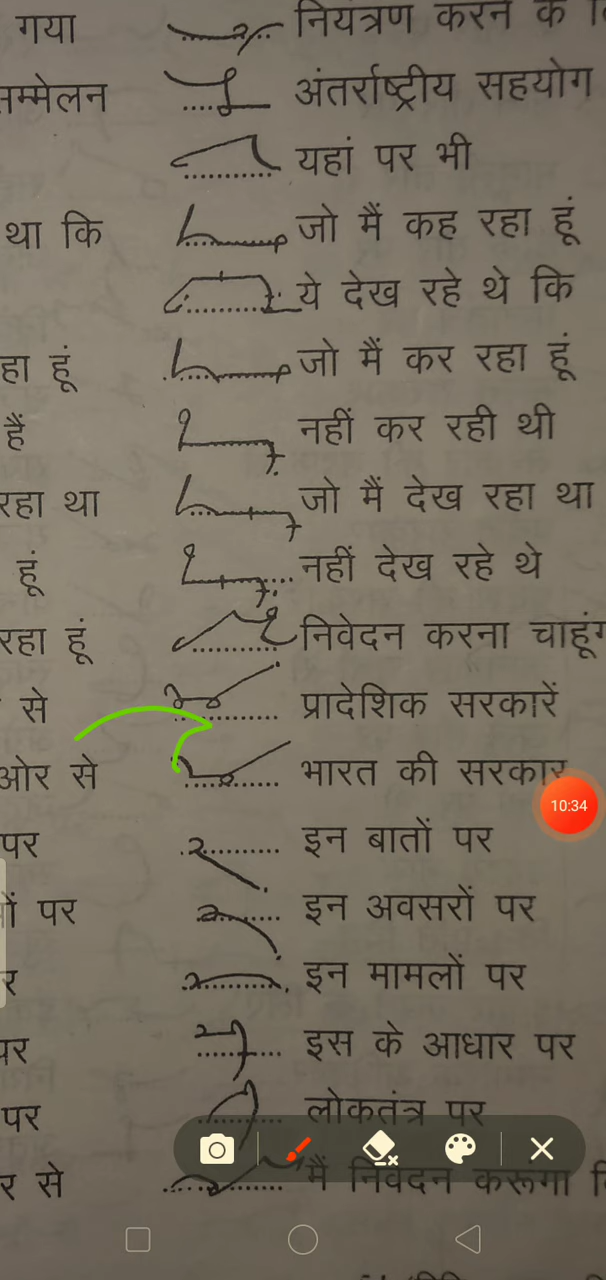 गया नियंत्रण करने के
सम्मेलन अंतर्राष्ट्रीय सहयोग
यहां पर भी
था कि जो मैं कह रहा हूं
ये देख रहे थे कि
हा हूं जो मैं कर रहा हूं
हैं नहीं कर रही थी
रहा था जो मैं देख रहा था
हूं नहीं देख रहे थे
रहा हूं निवेदन करना
से प्रादेशिक सरकारें
ओर से भारत की सरकार
10:34
पर इन बातों पर
पर इन अवसरों पर
इन मामलों पर
पर इस के आधार पर
पर लोकतंत्र पर
से मैं निवेदन करूंगा